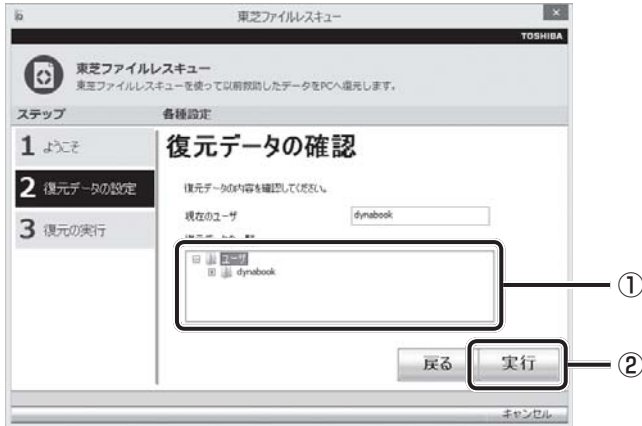 東芝ファイルレスキュー
TOSHIBA
東芝ファイルレスキュー
東芝ファイルレスキューを使って以前救助したデータをPCへ復元します。
ステップ
各種設定
1 ようこそ
2 復元データの設定
3 復元の実行
復元データの確認
復元データの内容を確認してください。
現在のユーザ
dynabook
ユーザ
dynabook
①
戻る
実行
②
キャンセル